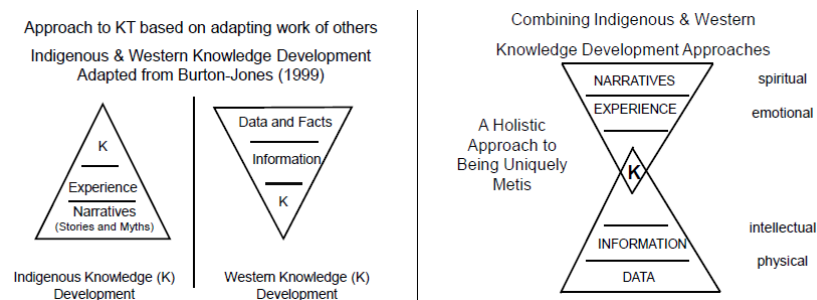 Approach to KT based on adapting work of others
Indigenous & Western Knowledge Development
Adapted from Burton-Jones (1999)
K
Experience
Narratives
(Stories and Myths)
Indigenous Knowledge (K)
Development
Data and Facts
Information
K
Western Knowledge (K)
Development
Combining Indigenous & Western
Knowledge Development Approaches
A Holistic
Approach to
Being Uniquely
Metis
NARRATIVES
EXPERIENCE
K
INFORMATION
DATA
spiritual
emotional
intellectual
physical